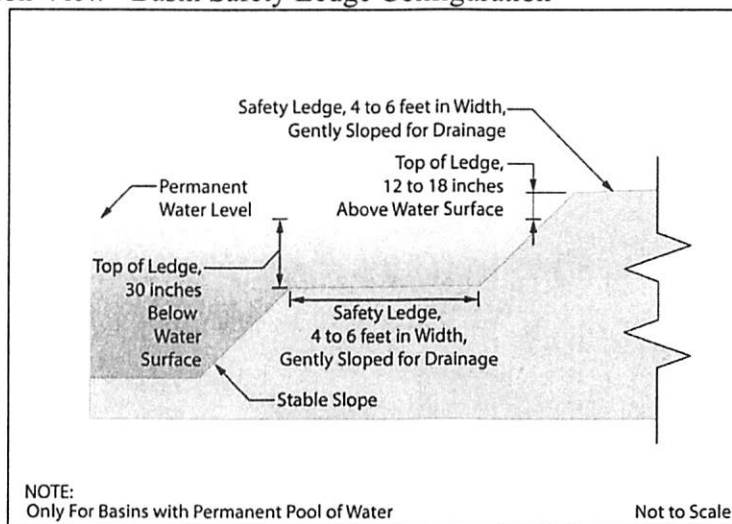 Safety Ledge, 4 to 6 feet in Width,
Gently Sloped for Drainage
Top of Ledge,
12 to 18 inches
Above Water Surface
Permanent
Water Level
Top of Ledge,
30 inches
Below
Water
Surface
Safety Ledge,
4 to 6 feet in Width,
Gently Sloped for Drainage
Stable Slope
NOTE:
Only For Basins with Permanent Pool of Water
Not to Scale